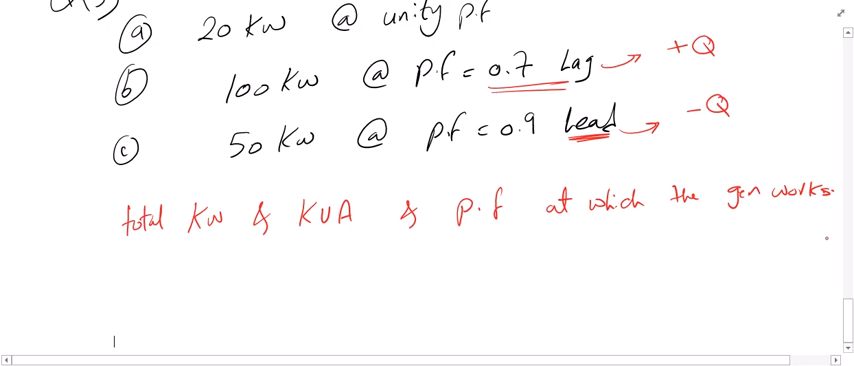 (a) 20 KW @ unity p.f
(b) 100 KW @ p.f = 0.7 Lag → +Q
(c) 50 KW @ p.f = 0.9 Lead → -Q
total KW & KVA & p.f at which the gen works.